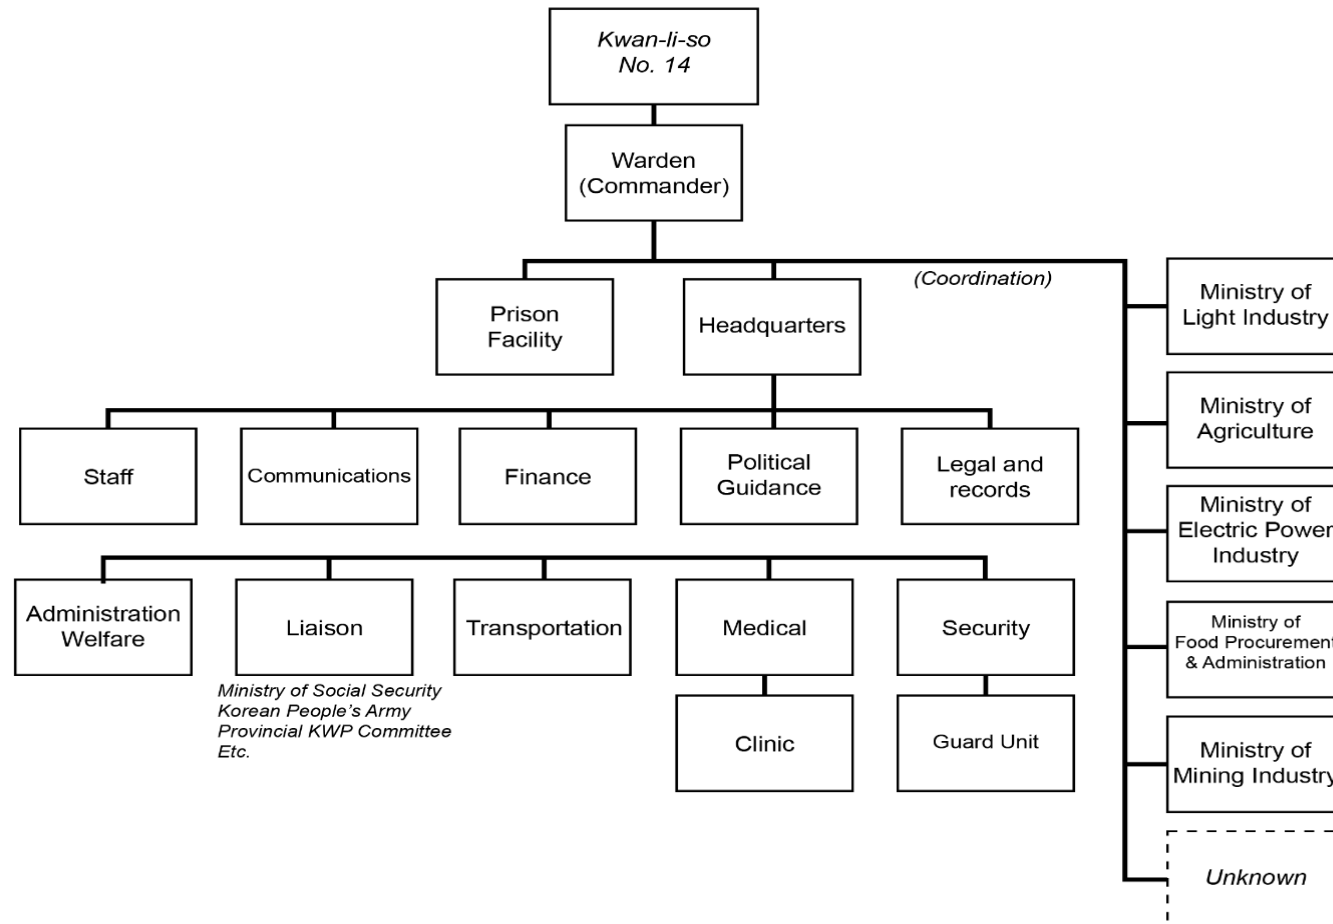 Kwan-li-so
No. 14
Warden
(Commander)
(Coordination)
Prison
Facility
Headquarters
Ministry of
Light Industry
Ministry of
Agriculture
Staff
Communications
Finance
Political
Guidance
Legal and
records
Ministry of
Electric Power
Industry
Administration
Welfare
Liaison
Transportation
Medical
Security
Ministry of
Food Procurement
& Administration
Ministry of Social Security
Korean People's Army
Provincial KWP Committee
Etc.
Clinic
Guard Unit
Ministry of
Mining Industry
Unknown